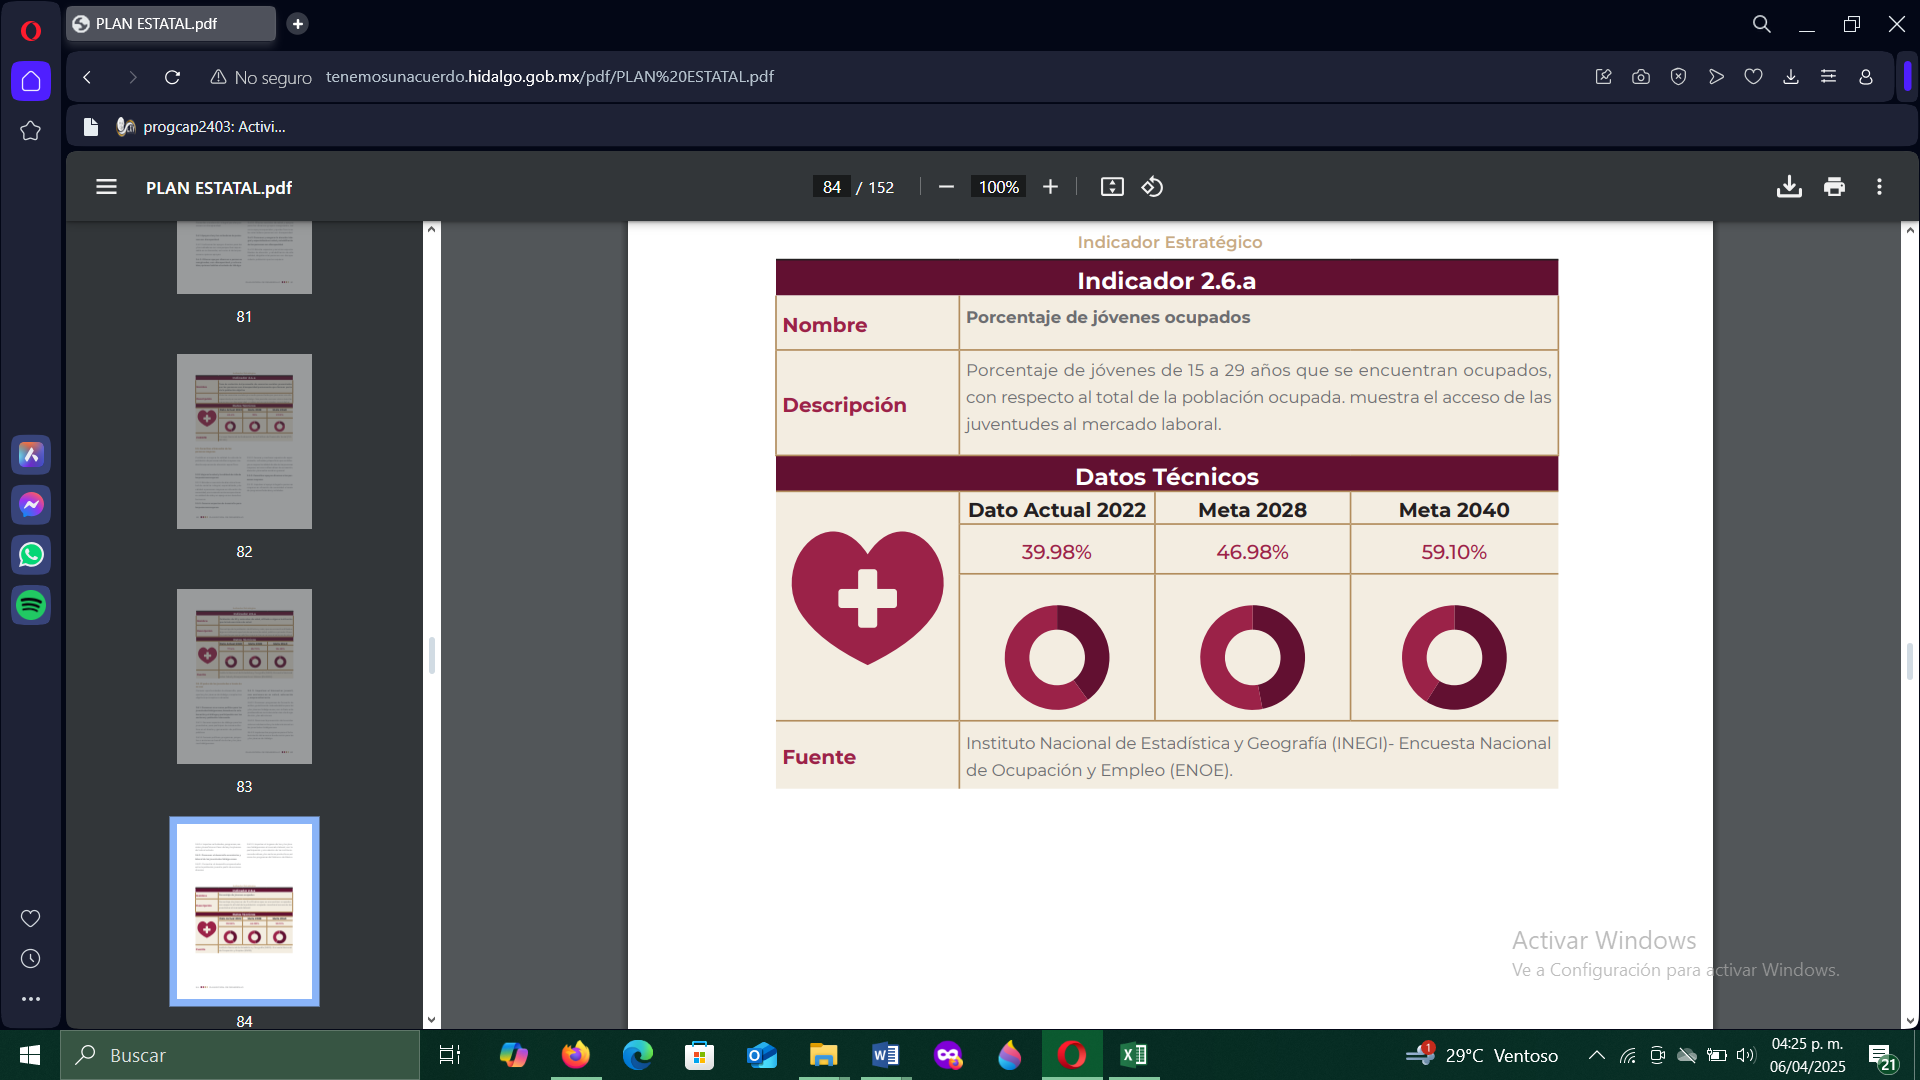 PLAN ESTATAL.pdf
No seguro tenemosunacuerdo.hidalgo.gob.mx/pdf/PLAN%20ESTATAL.pdf
progcap2403: Activi...
PLAN ESTATAL.pdf
84 / 152
100%
81
82
83
84
Indicador Estratégico
Indicador 2.6.a
Nombre
Porcentaje de jóvenes ocupados
Descripción
Porcentaje de jóvenes de 15 a 29 años que se encuentran ocupados,
con respecto al total de la población ocupada. muestra el acceso de las
juventudes al mercado laboral.
Datos Técnicos
Dato Actual 2022 Meta 2028 Meta 2040
39.98% 46.98% 59.10%
Fuente
Instituto Nacional de Estadística y Geografía (INEGI)- Encuesta Nacional
de Ocupación y Empleo (ENOE).
Activar Windows
Ve a Configuración para activar Windows.
Buscar
1
29°C Ventoso
04:25 p. m.
06/04/2025
21